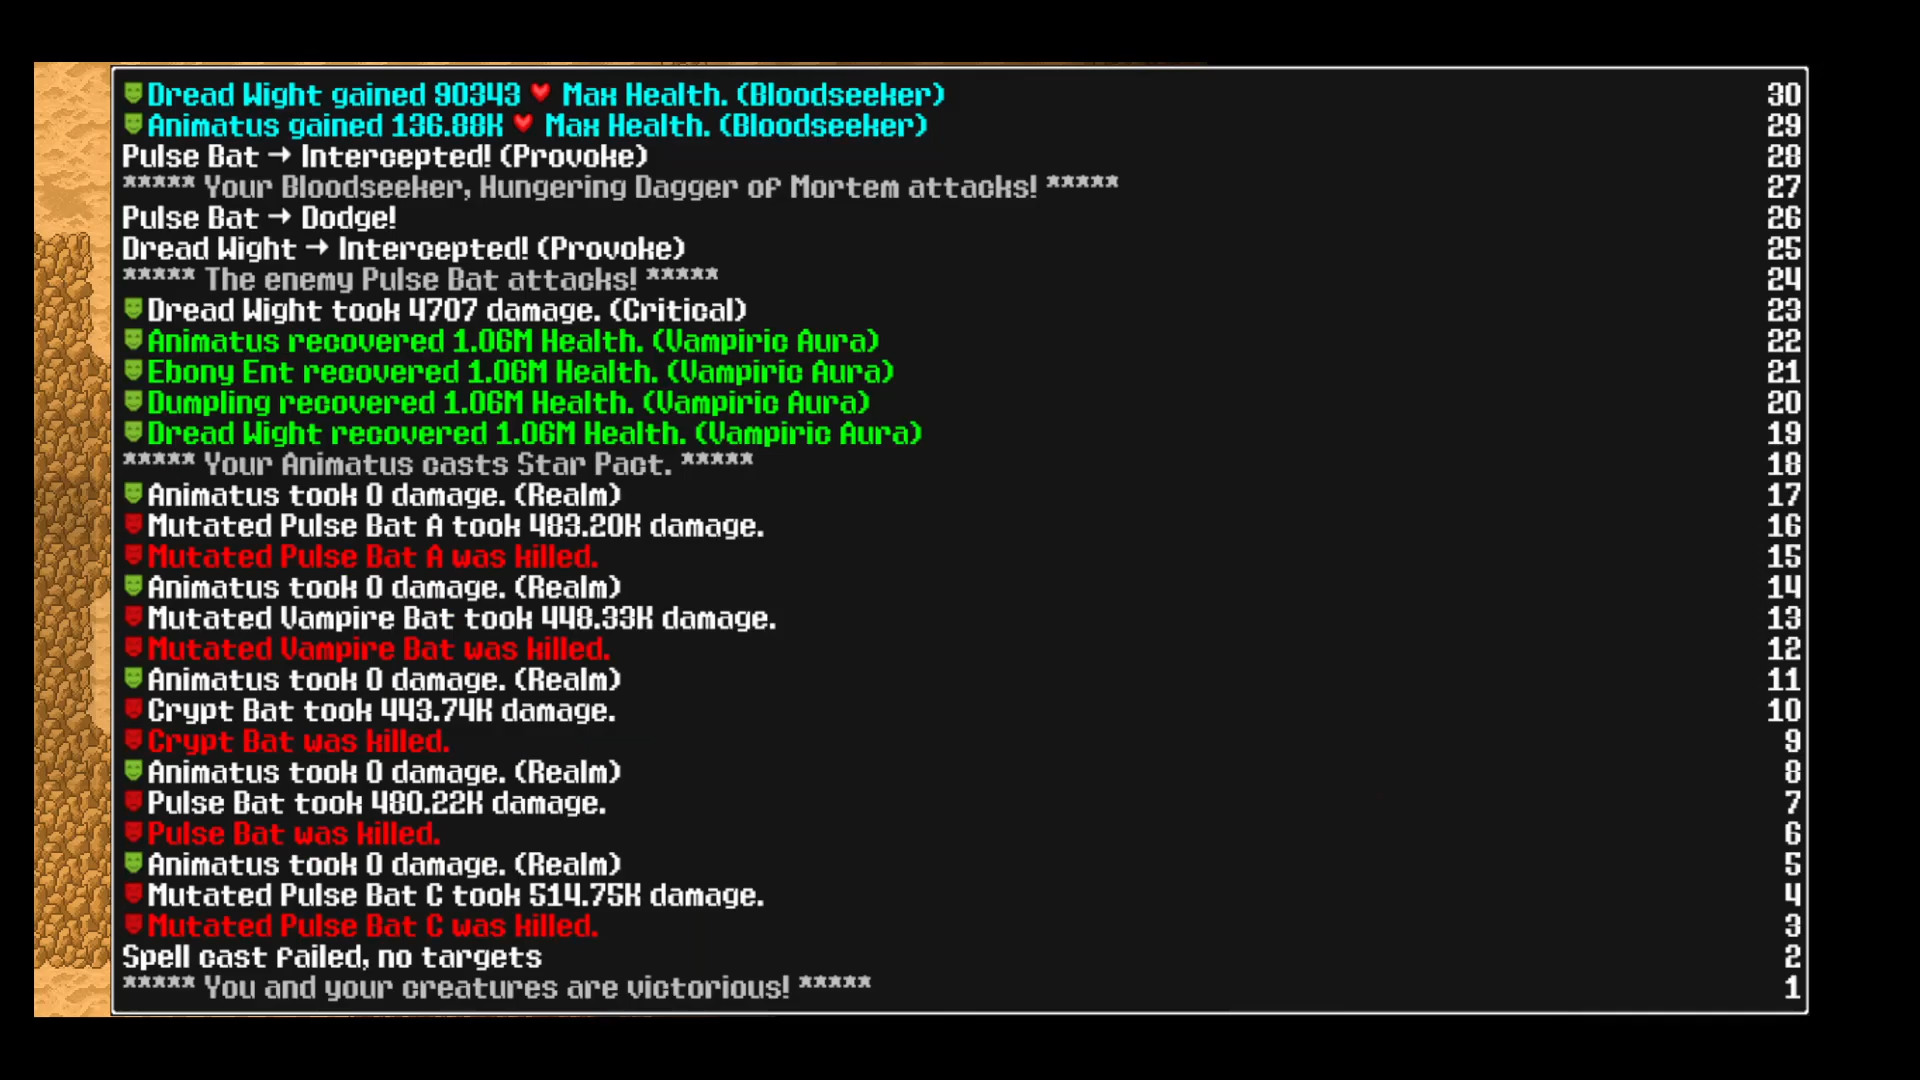 Dread Wight gained 90343 Max Health. (Bloodseeker) 30
Animatus gained 136.88K Max Health. (Bloodseeker) 29
Pulse Bat → Intercepted! (Provoke) 28
***** Your Bloodseeker, Hungering Dagger of Mortem attacks! ***** 27
Pulse Bat → Dodge! 26
Dread Wight → Intercepted! (Provoke) 25
***** The enemy Pulse Bat attacks! ***** 24
Dread Wight took 4707 damage. (Critical) 23
Animatus recovered 1.06M Health. (Vampiric Aura) 22
Ebony Ent recovered 1.06M Health. (Vampiric Aura) 21
Dumpling recovered 1.06M Health. (Vampiric Aura) 20
Dread Wight recovered 1.06M Health. (Vampiric Aura) 19
***** Your Animatus casts Star Pact. ***** 18
Animatus took 0 damage. (Realm) 17
Mutated Pulse Bat A took 483.20K damage. 16
Mutated Pulse Bat A was killed. 15
Animatus took 0 damage. (Realm) 14
Mutated Vampire Bat took 448.33K damage. 13
Mutated Vampire Bat was killed. 12
Animatus took 0 damage. (Realm) 11
Crypt Bat took 443.74K damage. 10
Crypt Bat was killed. 9
Animatus took 0 damage. (Realm) 8
Pulse Bat took 480.22K damage. 7
Pulse Bat was killed. 6
Animatus took 0 damage. (Realm) 5
Mutated Pulse Bat C took 514.75K damage. 4
Mutated Pulse Bat C was killed. 3
Spell cast failed, no targets 2
***** You and your creatures are victorious! ***** 1